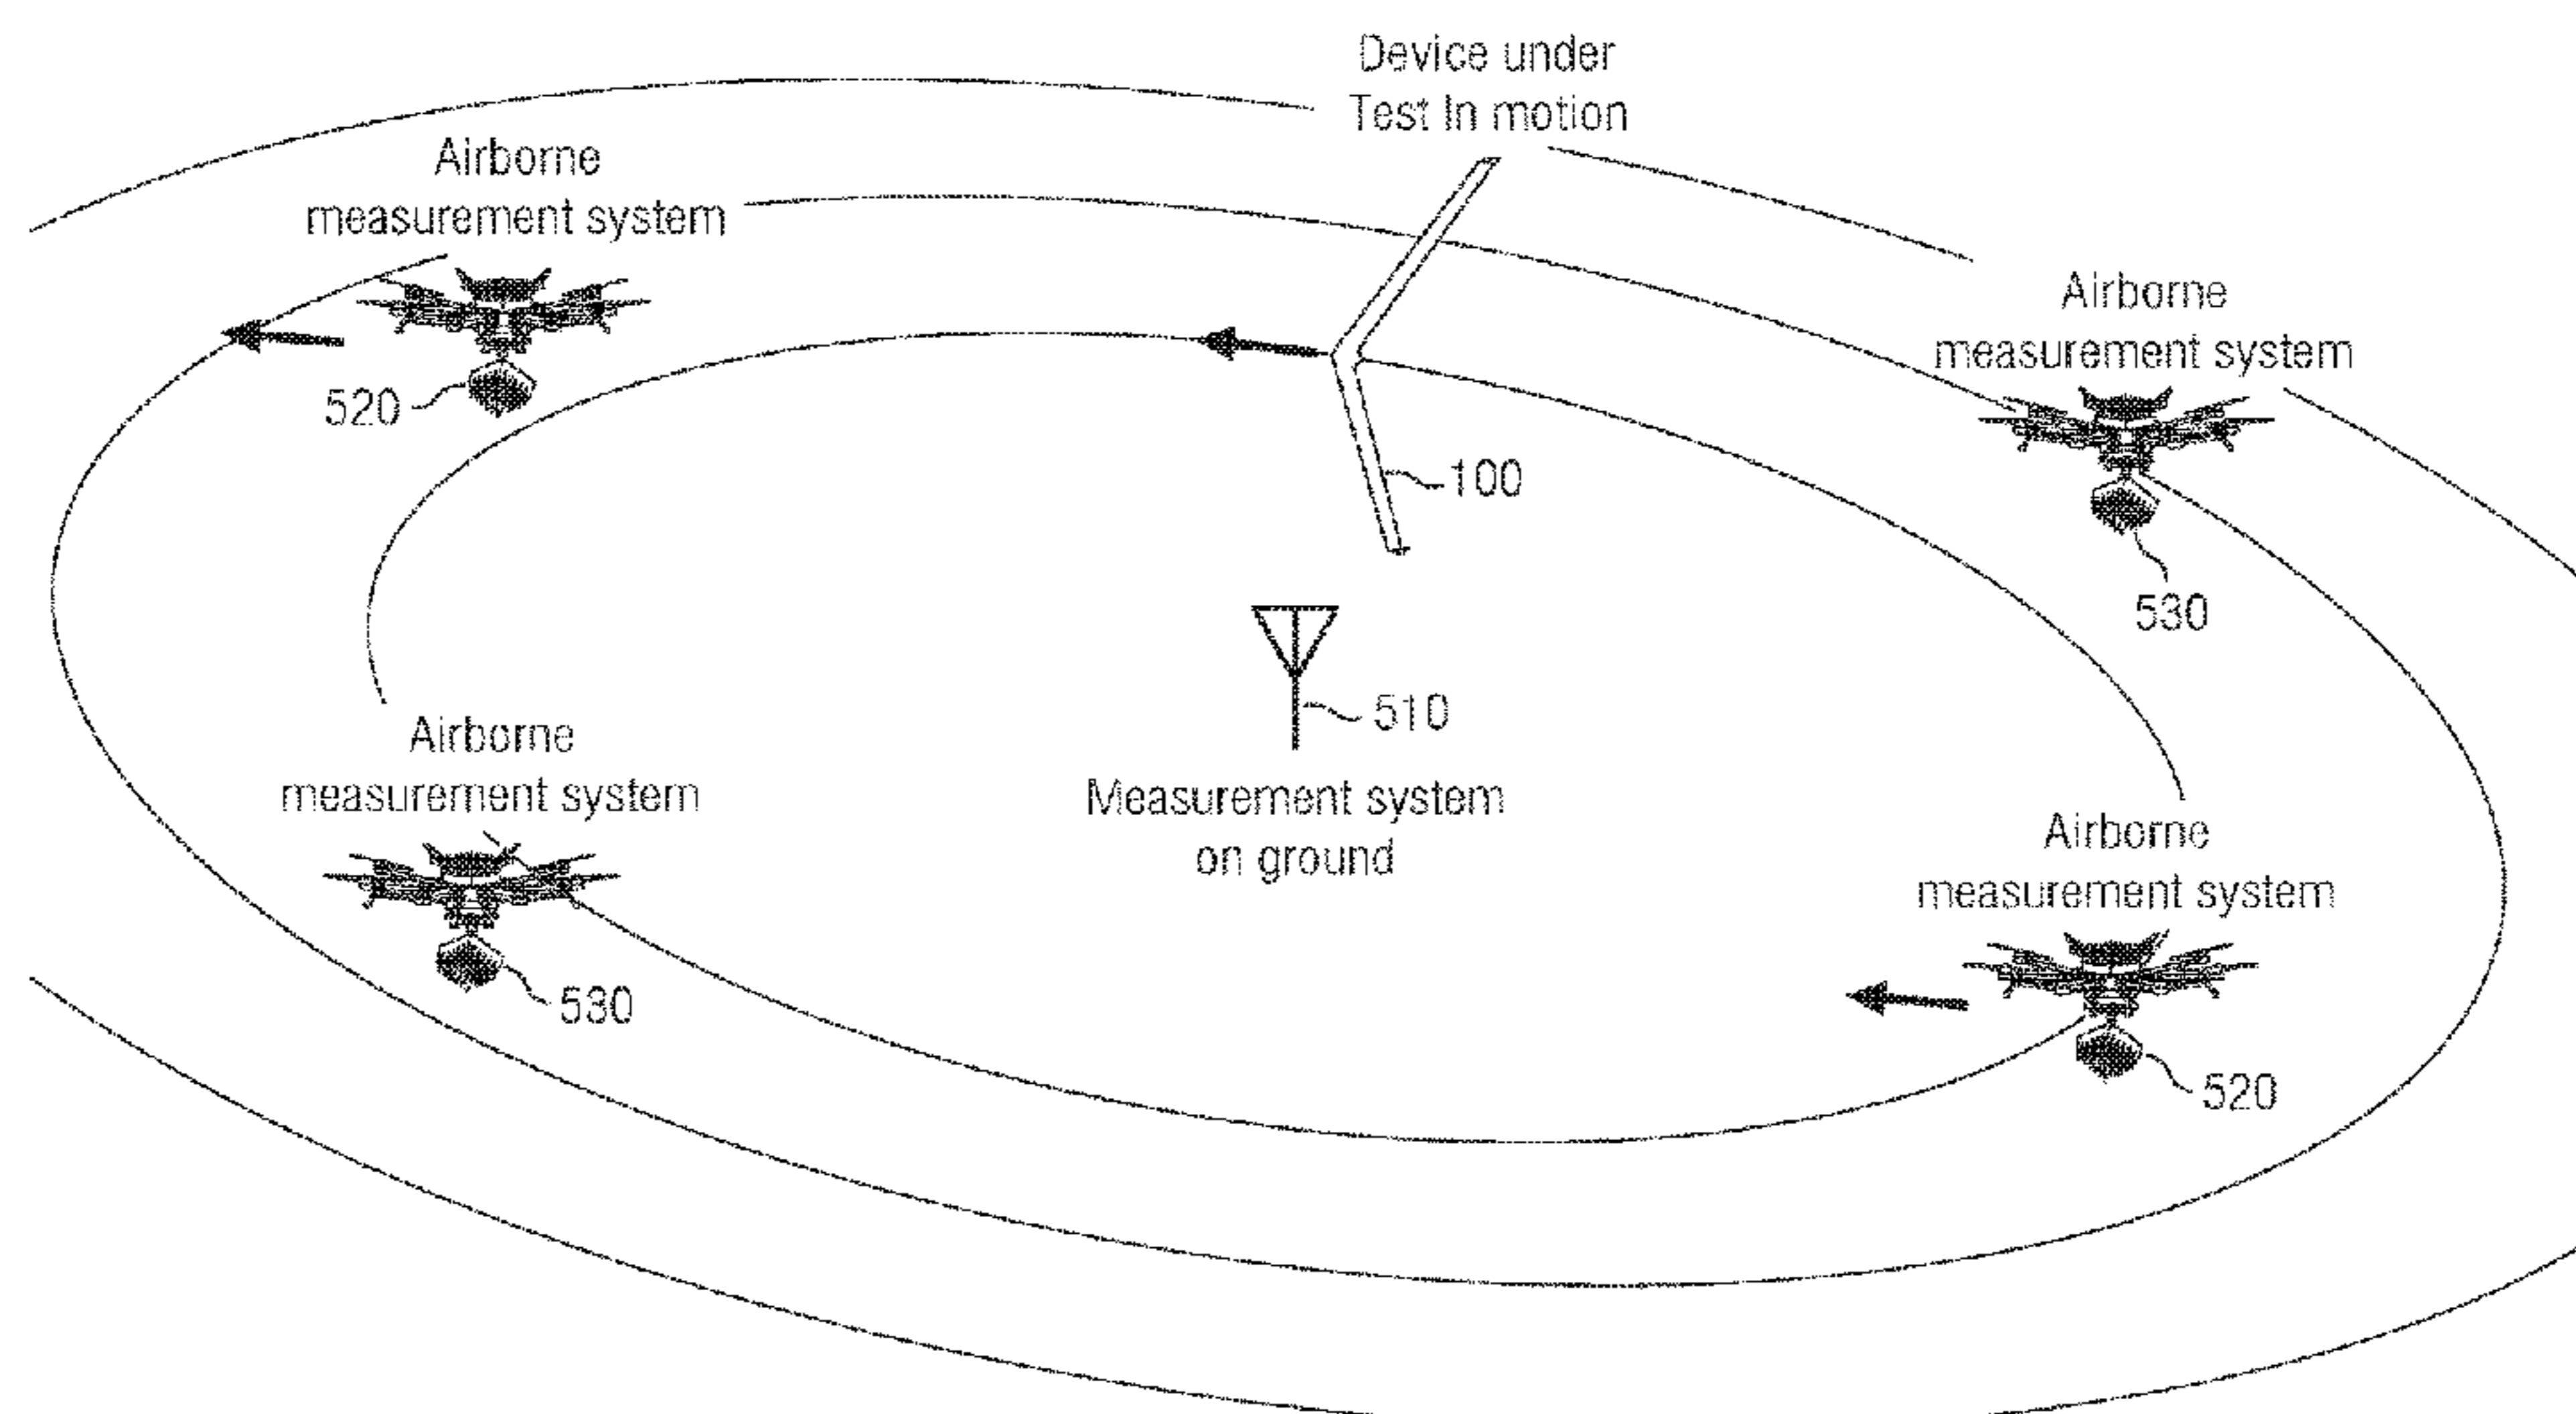 Device under
Test In motion
Airborne
measurement system
520
Airborne
measurement system
530
100
510
Measurement system
on ground
Airborne
measurement system
530
Airborne
measurement system
520